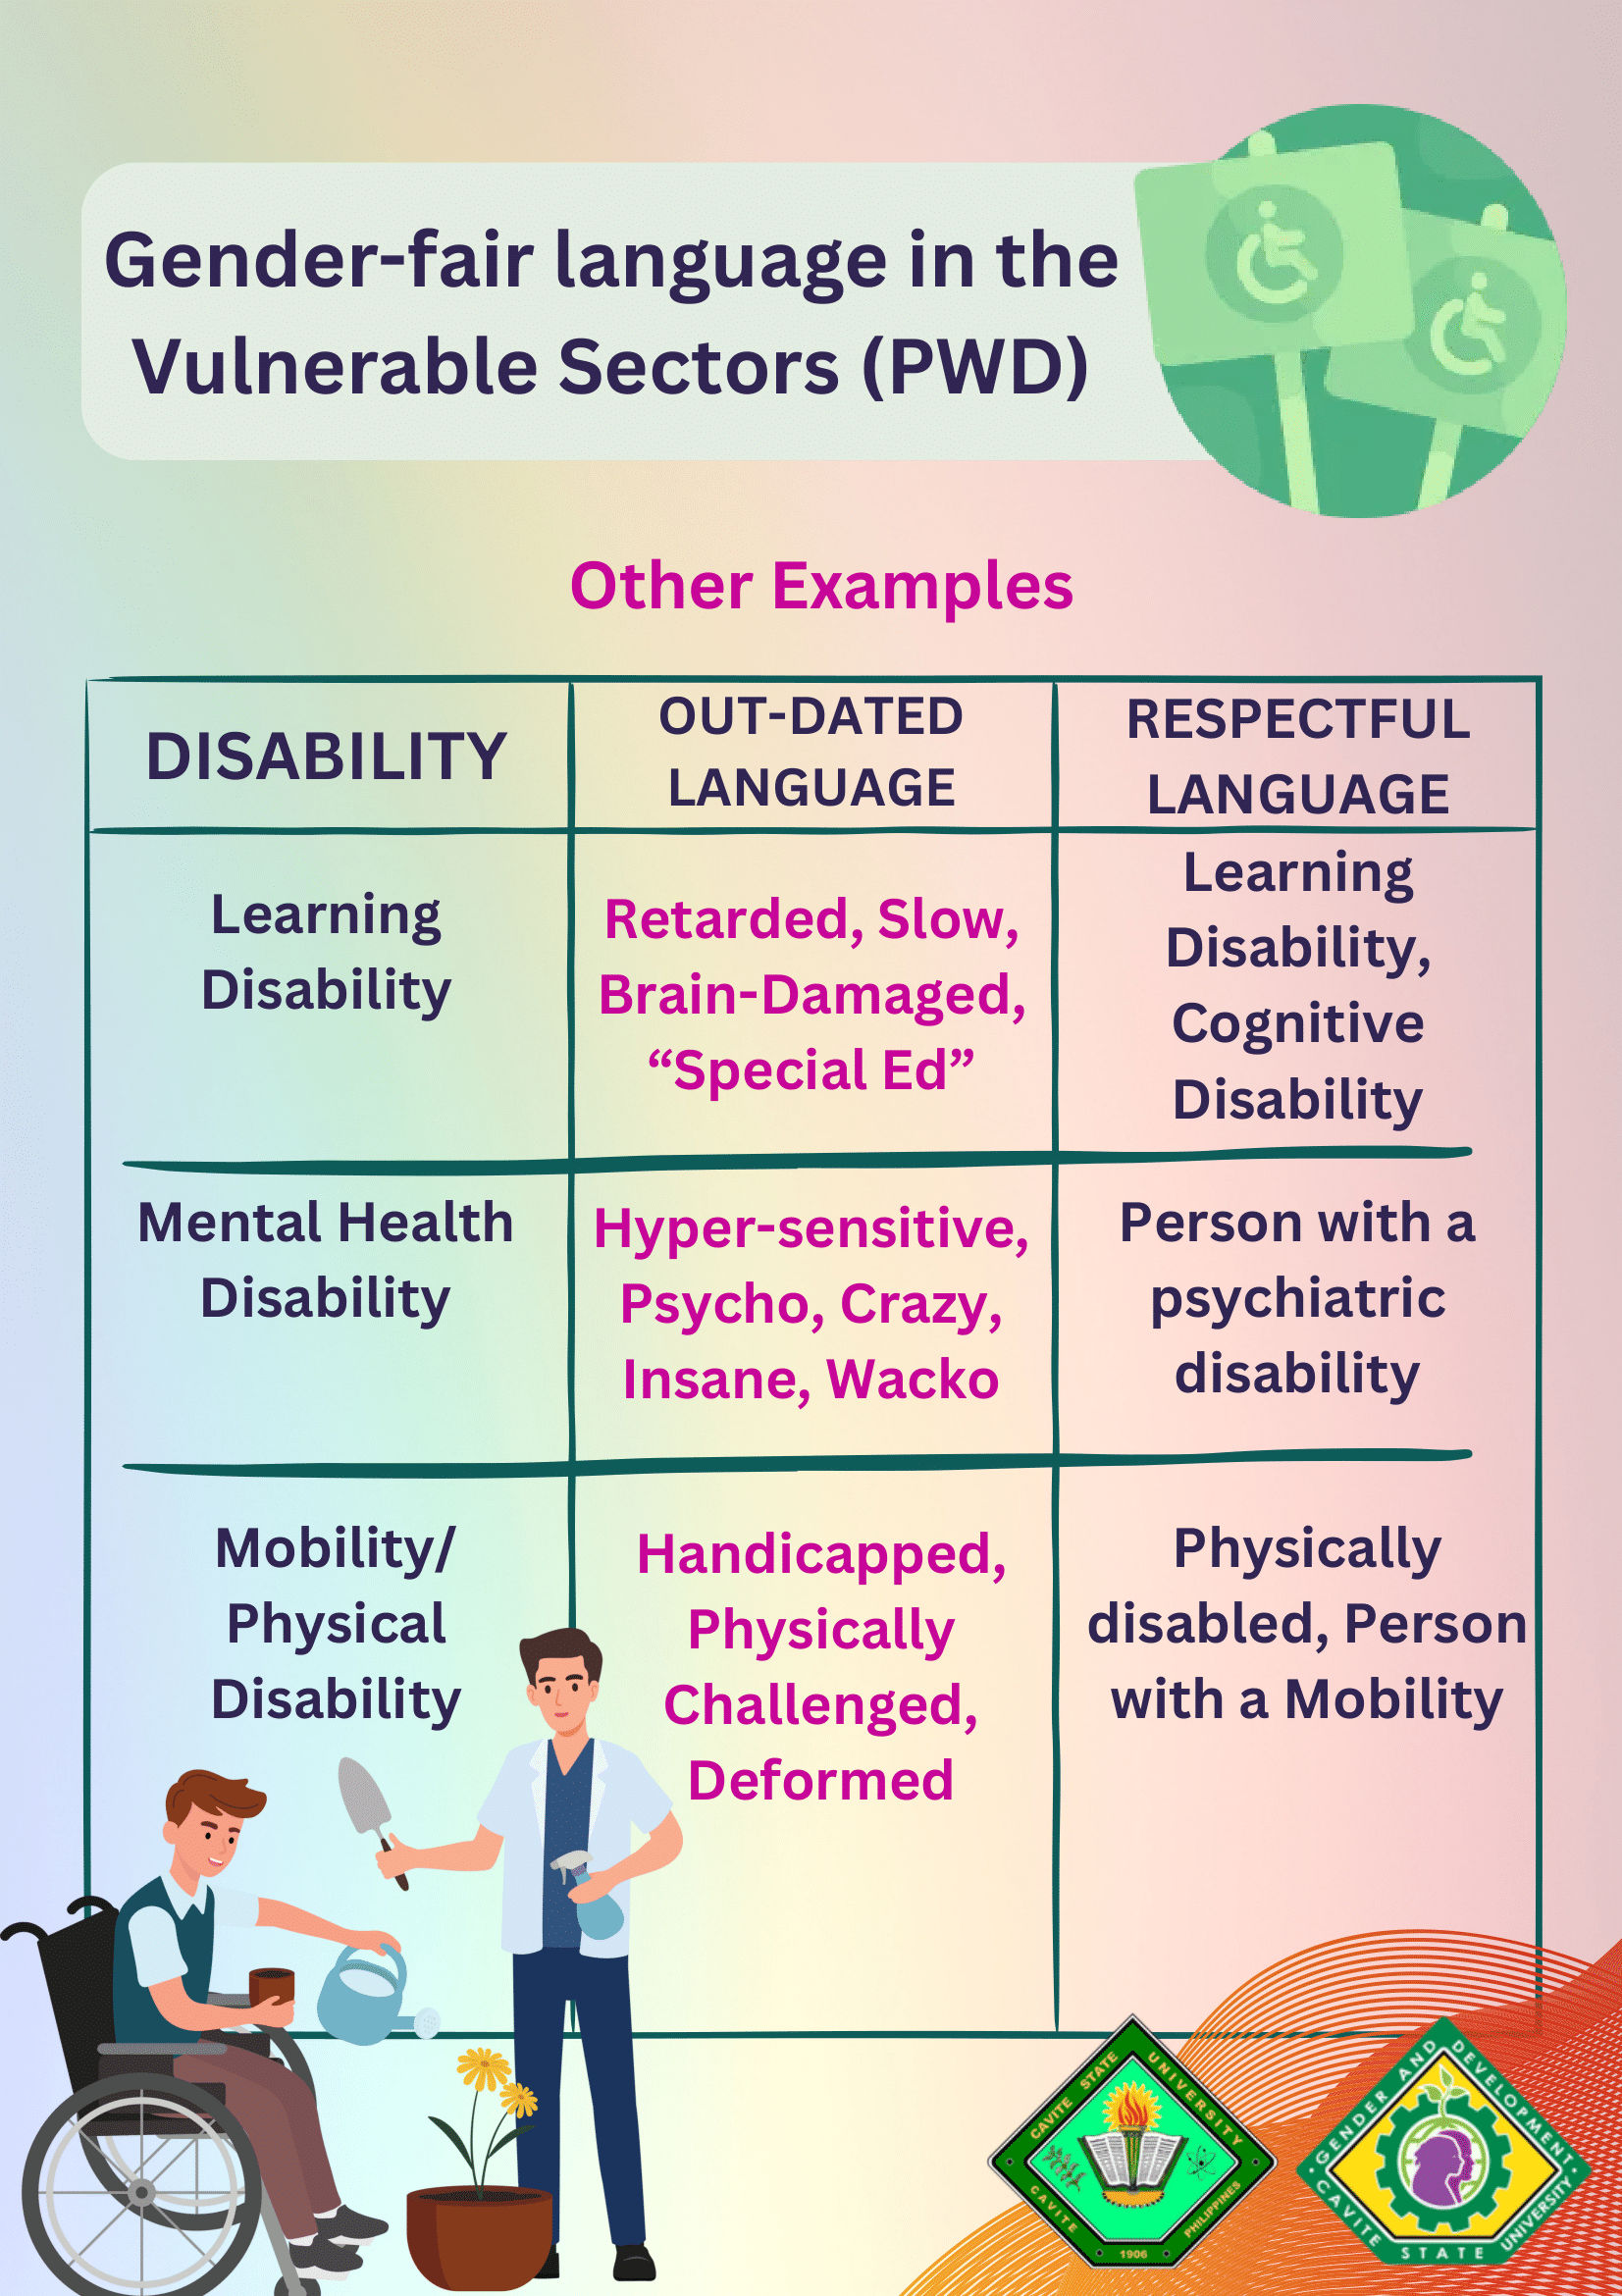 Gender-fair language in the
Vulnerable Sectors (PWD)
Other Examples
DISABILITY
OUT-DATED
LANGUAGE
RESPECTFUL
LANGUAGE
Learning
Disability
Retarded, Slow,
Brain-Damaged,
“Special Ed”
Learning
Disability,
Cognitive
Disability
Mental Health
Disability
Hyper-sensitive,
Psycho, Crazy,
Insane, Wacko
Person with a
psychiatric
disability
Mobility/
Physical
Disability
Handicapped,
Physically
Challenged,
Deformed
Physically
disabled, Person
with a Mobility
CAVITE STATE UNIVERSITY
CAVITE
PHILIPPINES
1906
GENDER AND DEVELOPMENT
CAVITE STATE UNIVERSITY